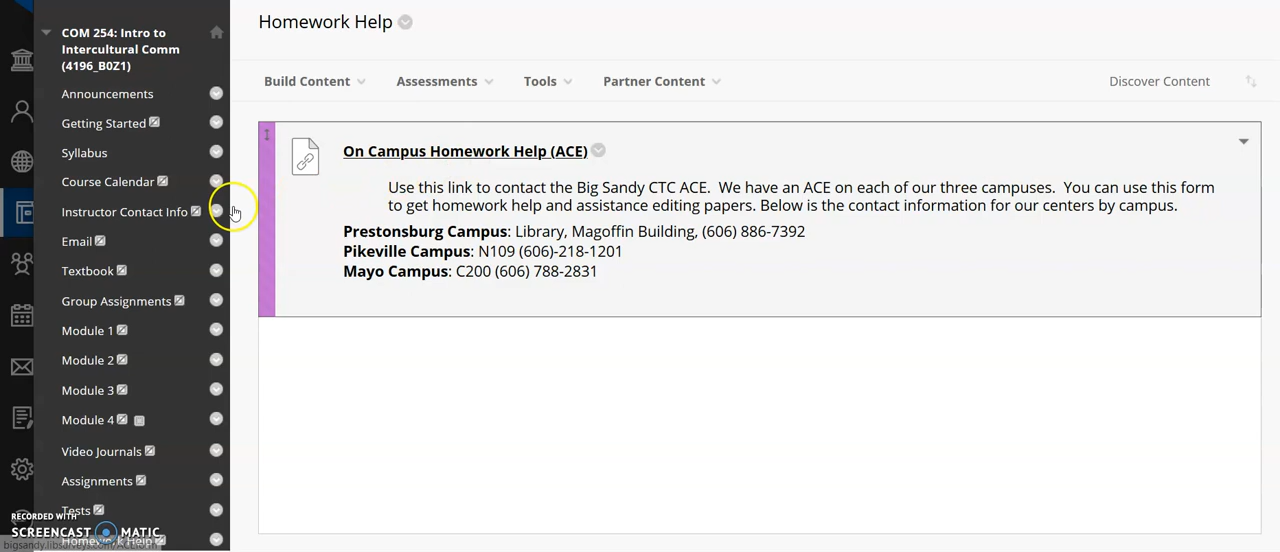 COM 254: Intro to
Intercultural Comm
(4196_B0Z1)
Announcements
Getting Started
Syllabus
Course Calendar
Instructor Contact Info
Email
Textbook
Group Assignments
Module 1
Module 2
Module 3
Module 4
Video Journals
Assignments
Tests
Homework Help
RECORDED WITH
SCREENCAST MATIC
bigsandy.libsurveys.com/ACEform
Homework Help
Build Content
Assessments
Tools
Partner Content
Discover Content
On Campus Homework Help (ACE)
Use this link to contact the Big Sandy CTC ACE. We have an ACE on each of our three campuses. You can use this form
to get homework help and assistance editing papers. Below is the contact information for our centers by campus.
Prestonsburg Campus: Library, Magoffin Building, (606) 886-7392
Pikeville Campus: N109 (606)-218-1201
Mayo Campus: C200 (606) 788-2831